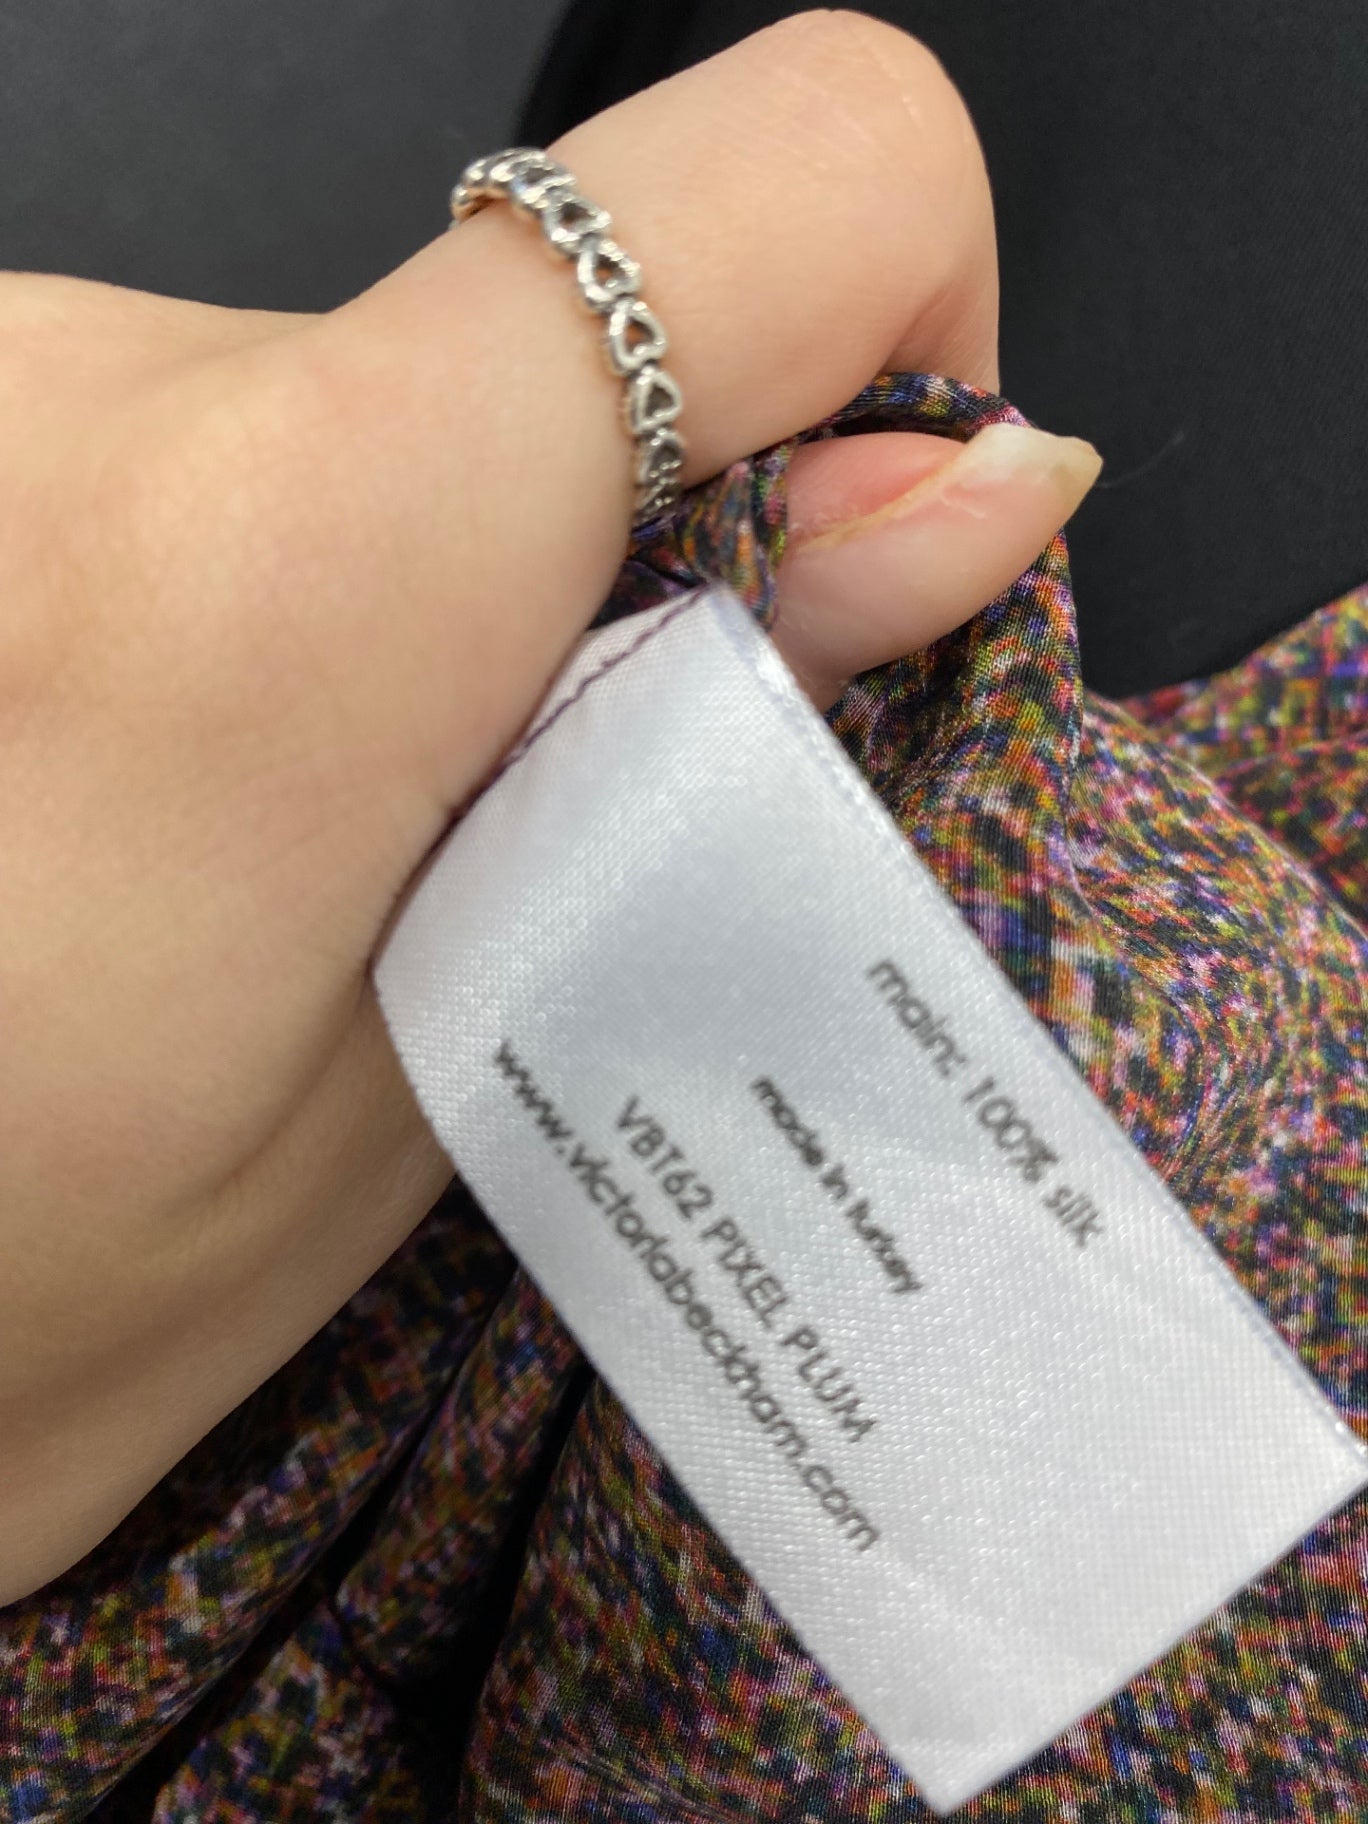 main: 100% silk
made in turkey
VBT62 PIXEL PLUM
www.victoriabeckham.com